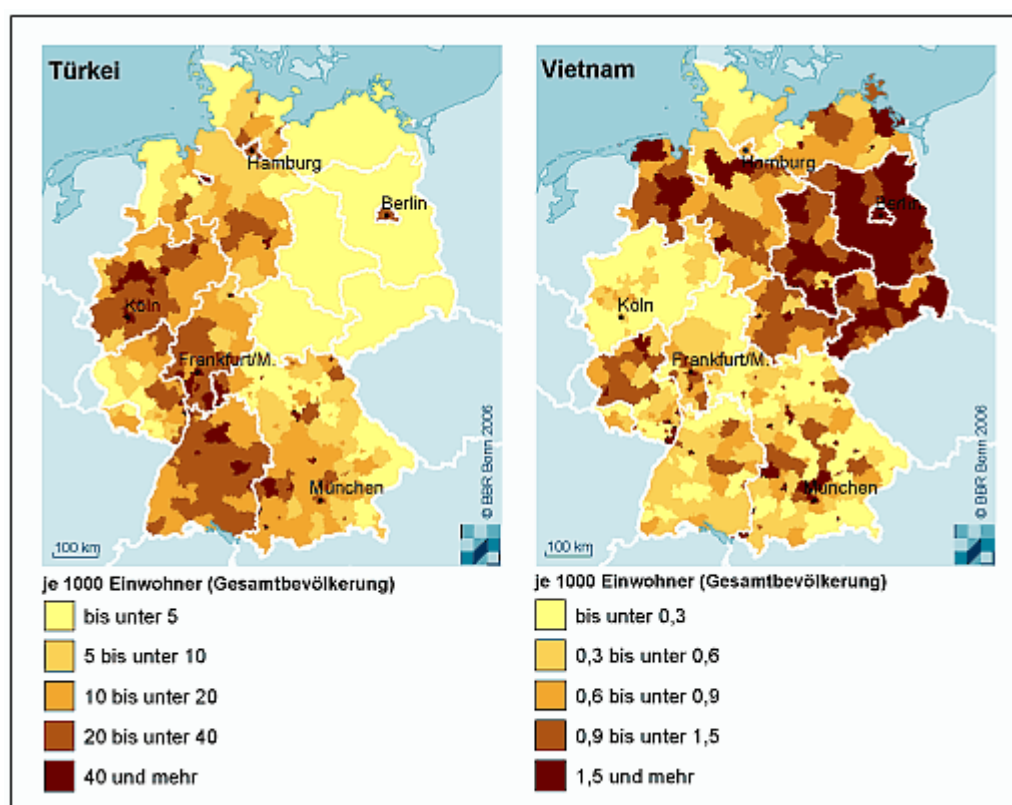 Türkei
Hamburg
Berlin
Köln
Frankfurt/M.
München
100 km
© BBR Bonn 2006
je 1000 Einwohner (Gesamtbevölkerung)
bis unter 5
5 bis unter 10
10 bis unter 20
20 bis unter 40
40 und mehr
Vietnam
Hamburg
Berlin
Köln
Frankfurt/M.
München
100 km
© BBR Bonn 2006
je 1000 Einwohner (Gesamtbevölkerung)
bis unter 0,3
0,3 bis unter 0,6
0,6 bis unter 0,9
0,9 bis unter 1,5
1,5 und mehr